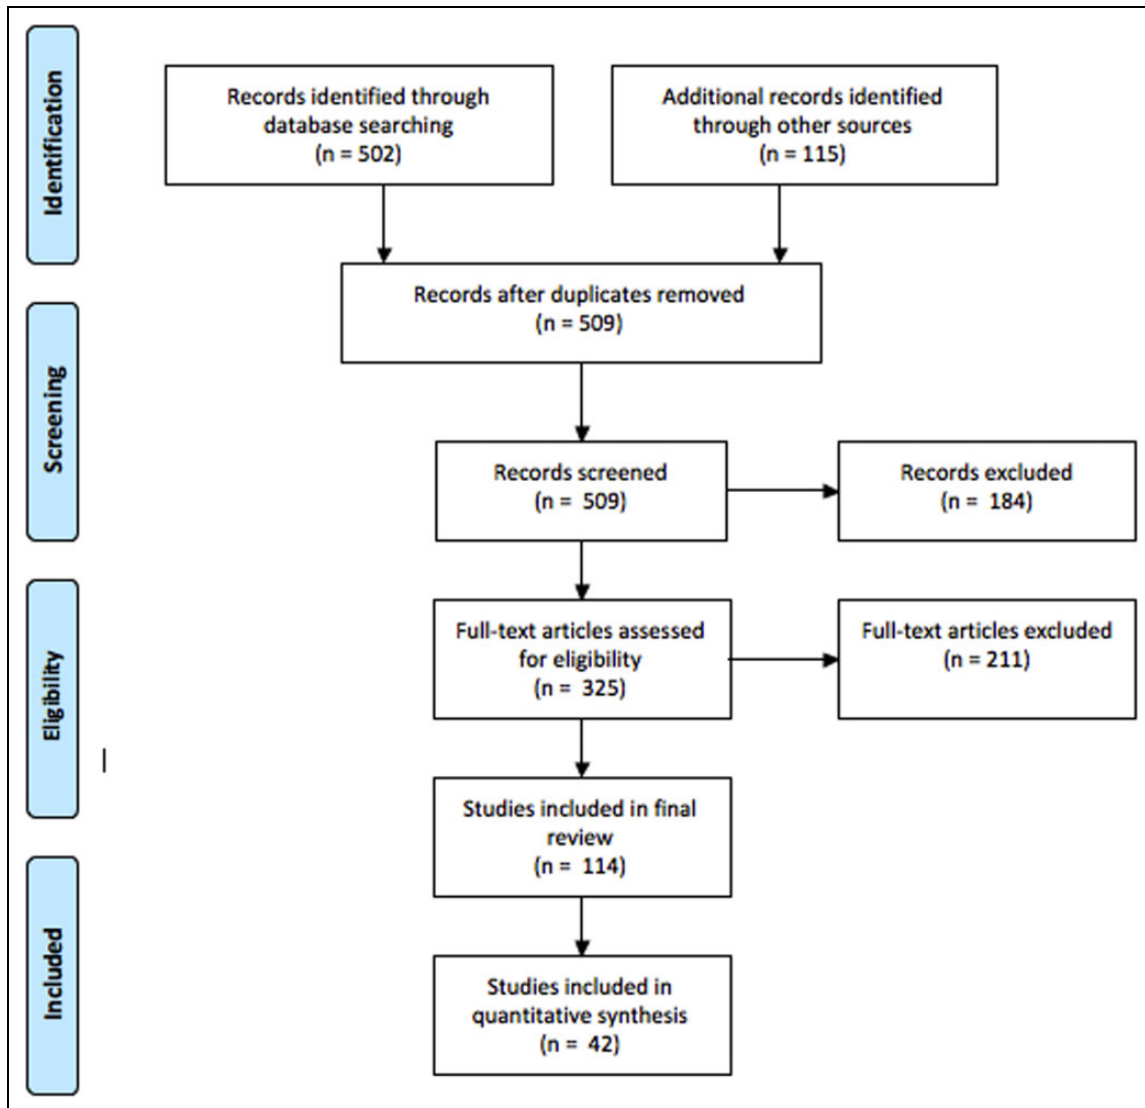 Identification
Records identified through
database searching
(n = 502)
Additional records identified
through other sources
(n = 115)
Records after duplicates removed
(n = 509)
Screening
Records screened
(n = 509)
Records excluded
(n = 184)
Eligibility
Full-text articles assessed
for eligibility
(n = 325)
Full-text articles excluded
(n = 211)
Studies included in final
review
(n = 114)
Included
Studies included in
quantitative synthesis
(n = 42)